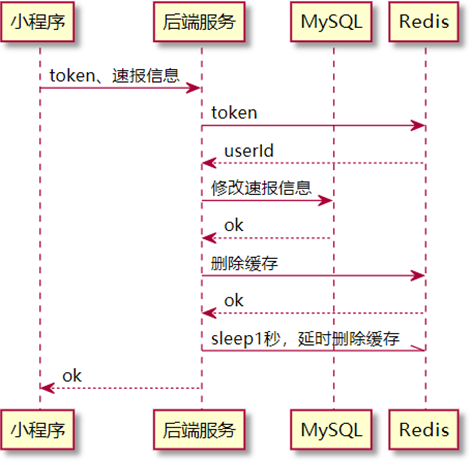 小程序 后端服务 MySQL Redis
token、速报信息
token
userId
修改速报信息
ok
删除缓存
ok
sleep1秒，延时删除缓存
ok
小程序 后端服务 MySQL Redis